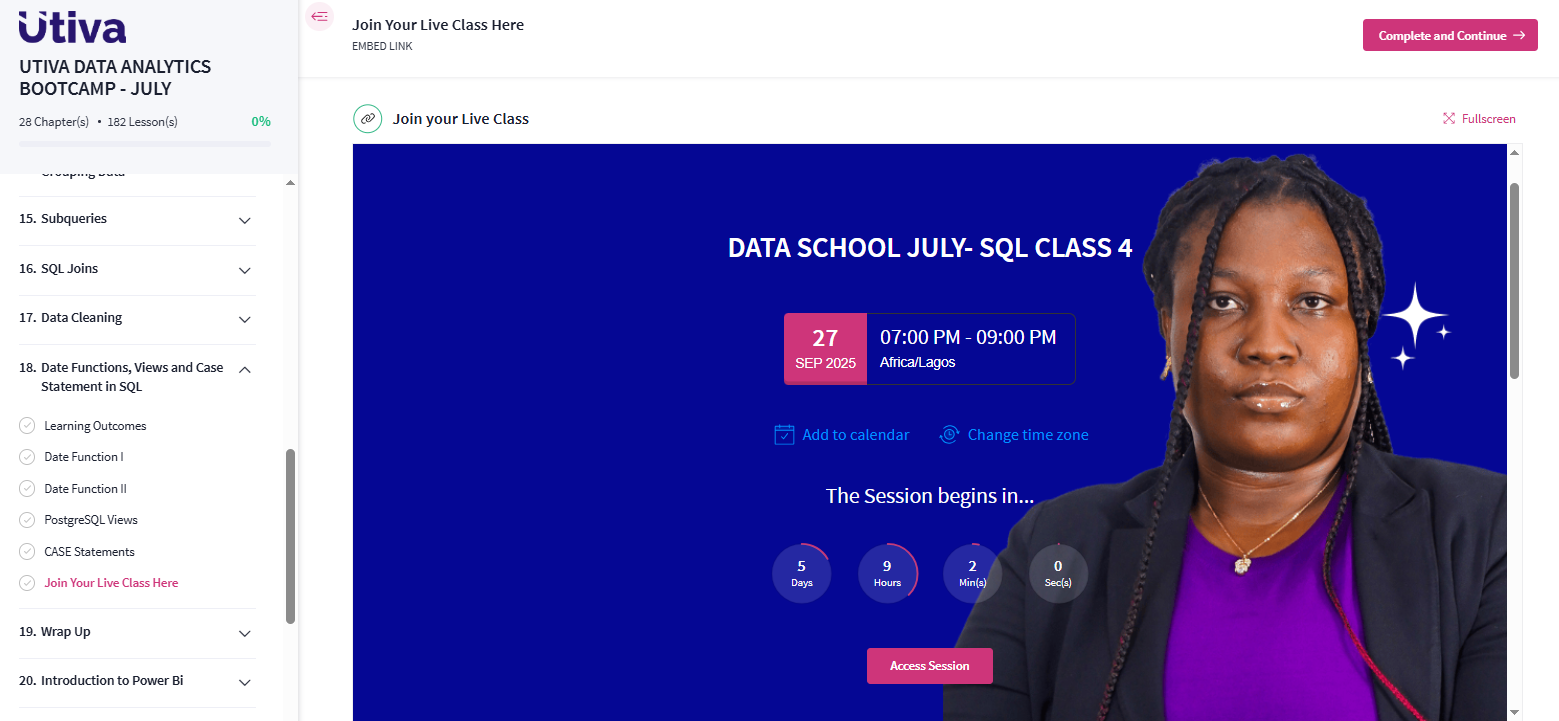 Utiva
UTIVA DATA ANALYTICS
BOOTCAMP - JULY
28 Chapter(s) • 182 Lesson(s)
0%
Grouping Data
15. Subqueries
16. SQL Joins
17. Data Cleaning
18. Date Functions, Views and Case
Statement in SQL
Learning Outcomes
Date Function I
Date Function II
PostgreSQL Views
CASE Statements
Join Your Live Class Here
19. Wrap Up
20. Introduction to Power Bi
Join Your Live Class Here
EMBED LINK
Complete and Continue
Join your Live Class
Fullscreen
DATA SCHOOL JULY- SQL CLASS 4
27
SEP 2025
07:00 PM - 09:00 PM
Africa/Lagos
Add to calendar
Change time zone
The Session begins in...
5
Days
9
Hours
2
Min(s)
0
Sec(s)
Access Session